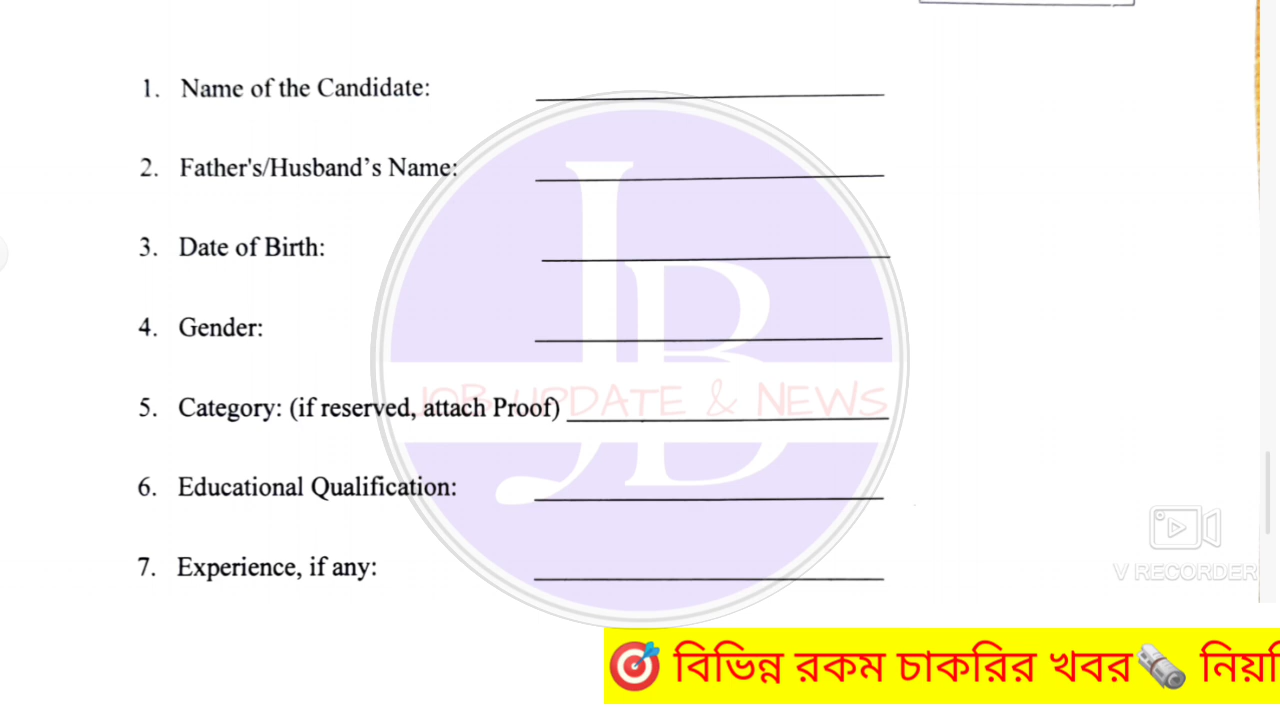 1. Name of the Candidate:
2. Father's/Husband’s Name:
3. Date of Birth:
4. Gender:
JOB UPDATE & NEWS
5. Category: (if reserved, attach Proof)
6. Educational Qualification:
7. Experience, if any:
JB
V RECORDER
🎯 বিভিন্ন রকম চাকরির খবর🗞️